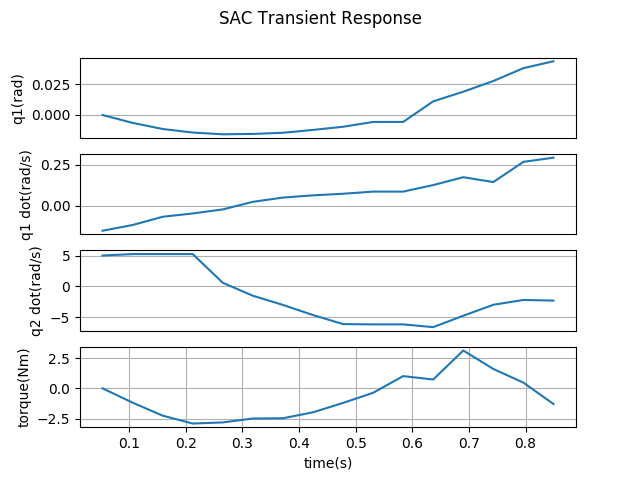 SAC Transient Response
q1(rad)
0.025
0.000
q1 dot(rad/s)
0.25
0.00
q2 dot(rad/s)
5
0
−5
torque(Nm)
2.5
0.0
−2.5
0.1 0.2 0.3 0.4 0.5 0.6 0.7 0.8
time(s)